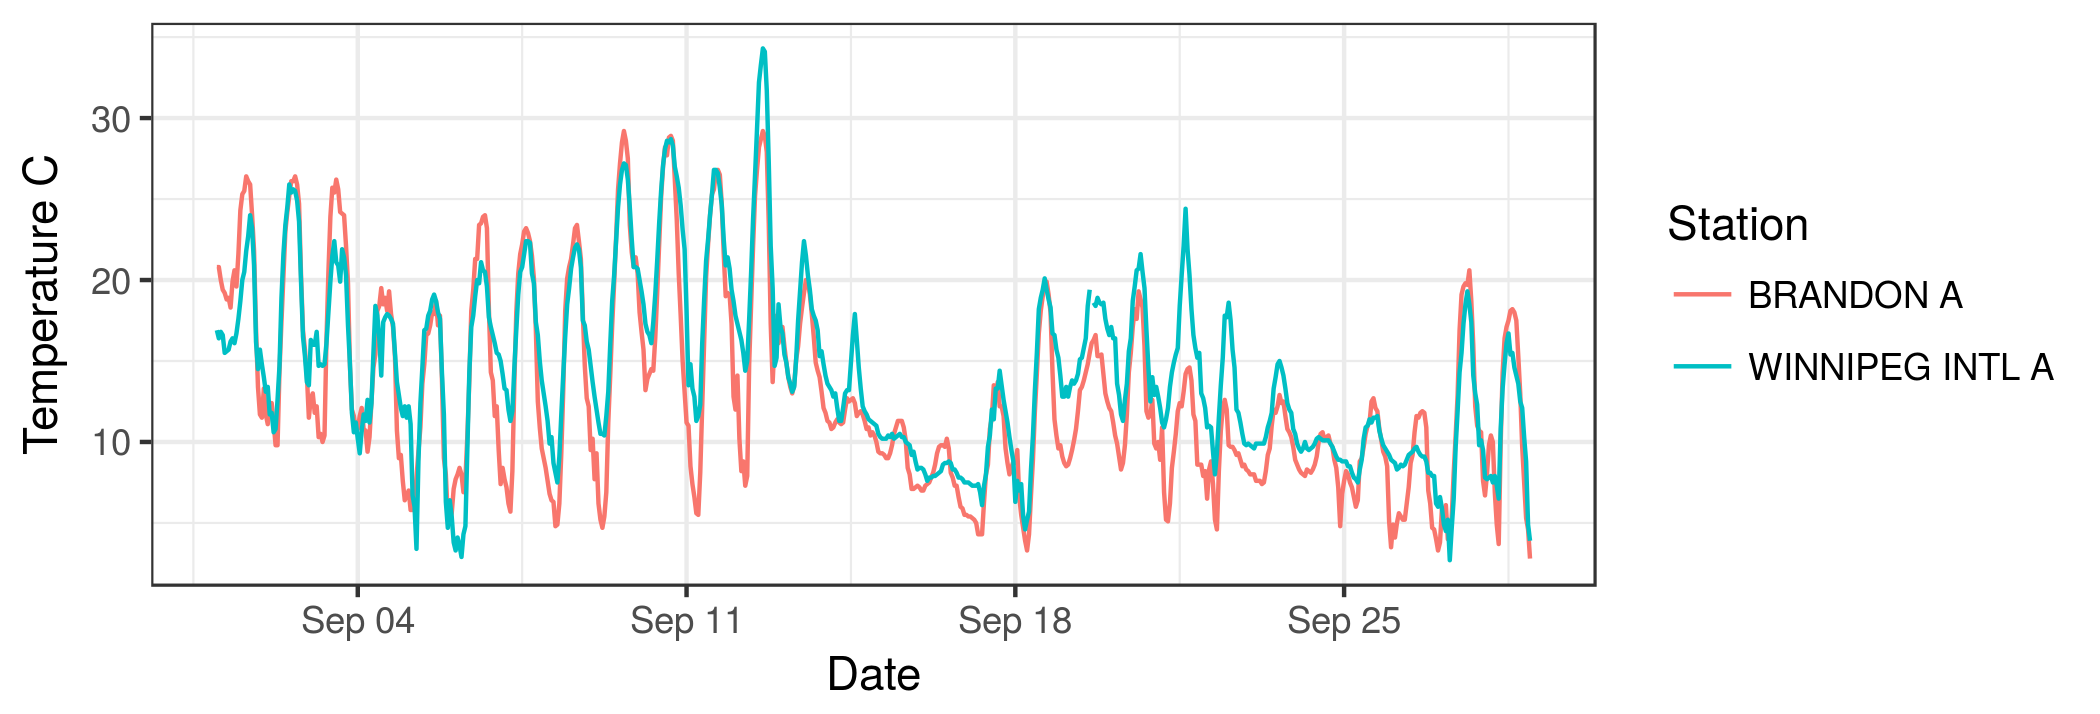 30
20
10
Temperature C
Sep 04
Sep 11
Sep 18
Sep 25
Date
Station
BRANDON A
WINNIPEG INTL A